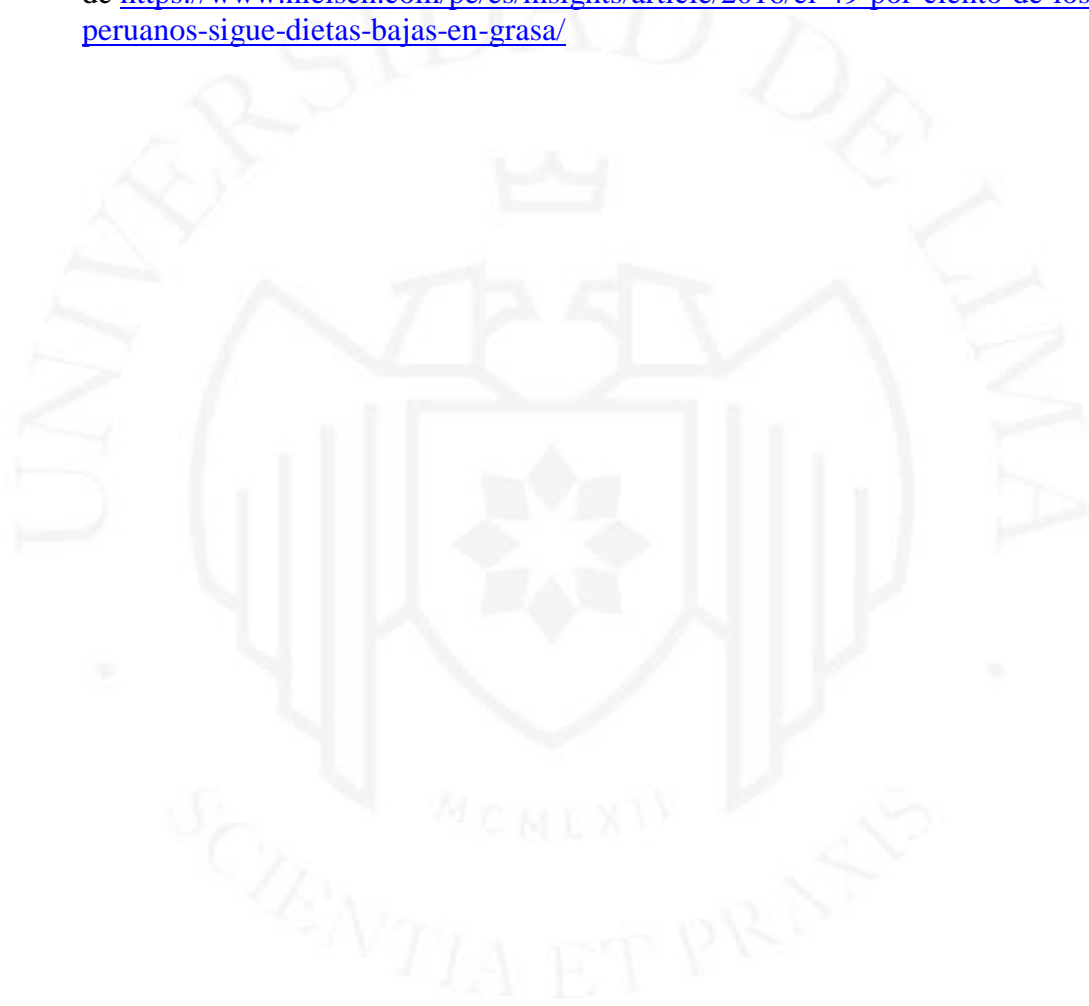 de https://www.nielsen.com/pe/es/insights/article/2016/el-49-por-ciento-de-los
peruanos-sigue-dietas-bajas-en-grasa/
UNIVERSIDAD DE LIMA
MCMLXII
SCIENTIA ET PRAXIS